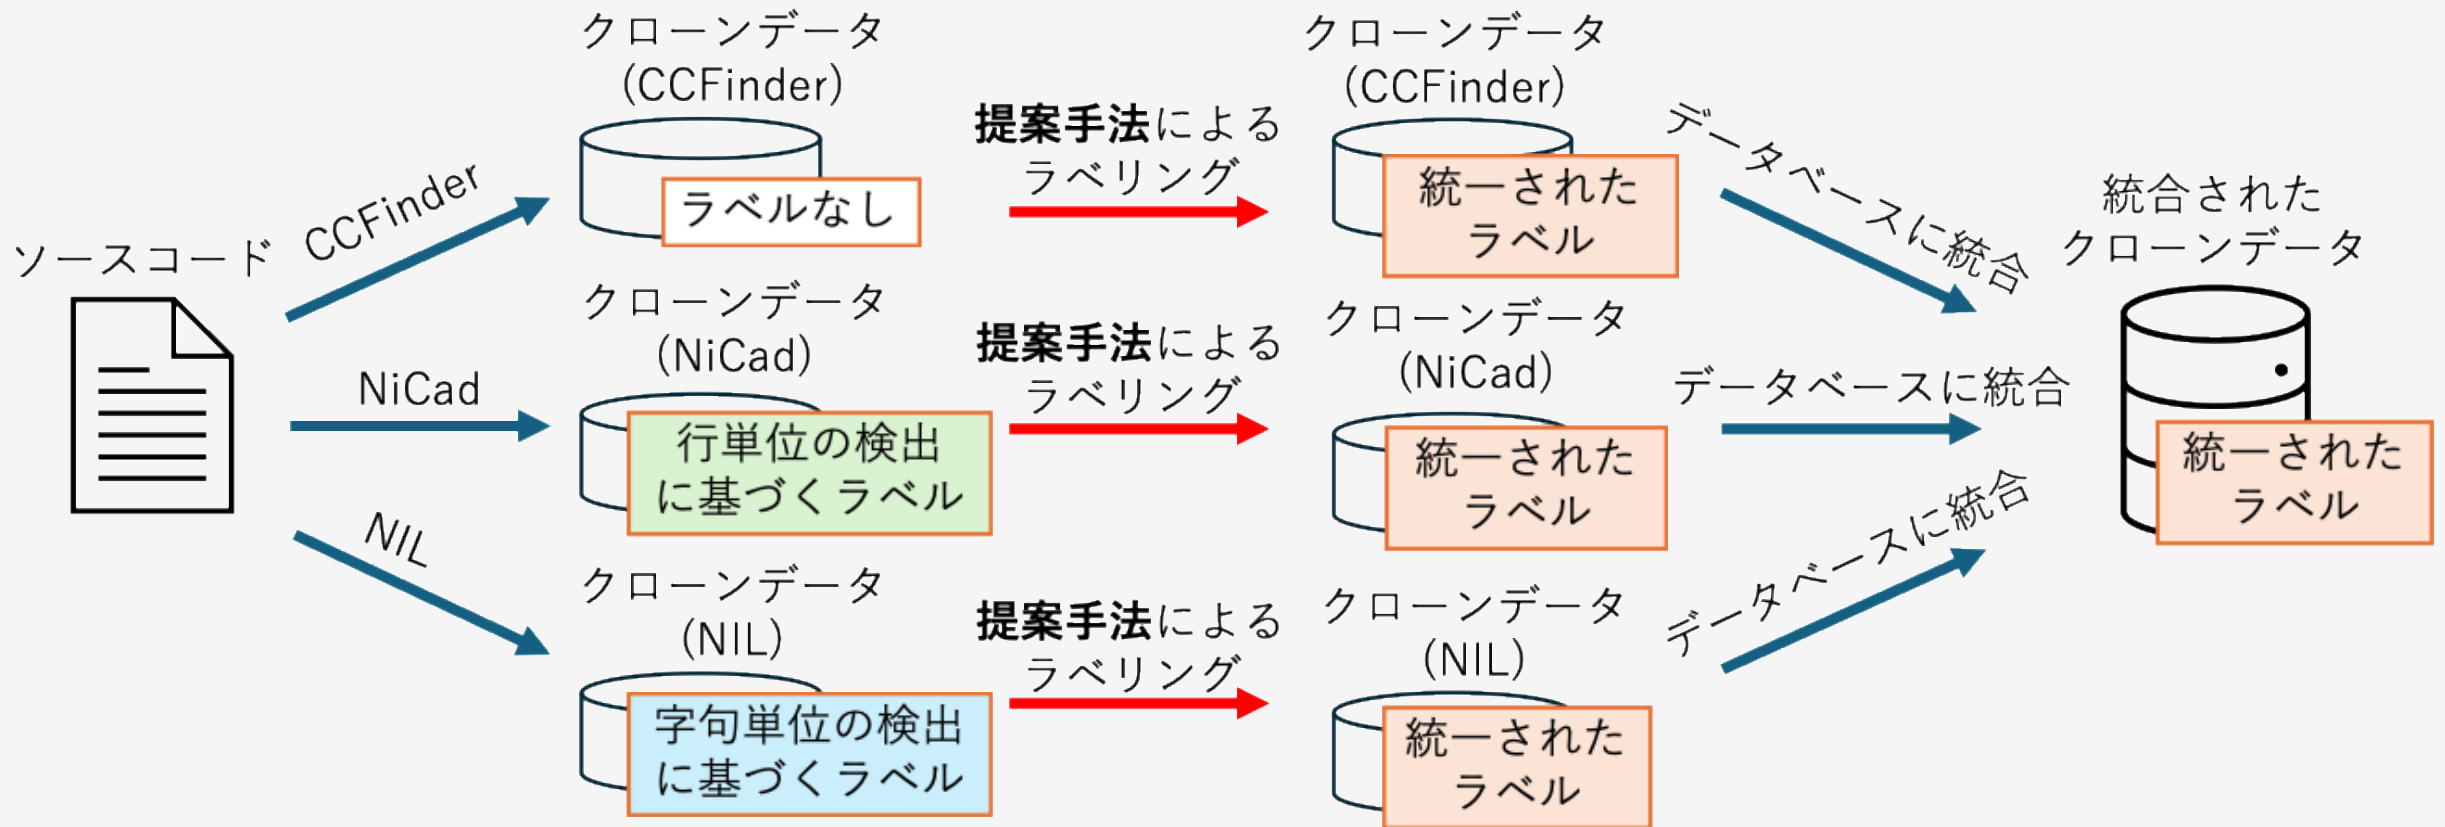 ソースコード
CCFinder
NiCad
NIL
クローンデータ
(CCFinder)
ラベルなし
クローンデータ
(NiCad)
行単位の検出
に基づくラベル
クローンデータ
(NIL)
字句単位の検出
に基づくラベル
提案手法による
ラベリング
提案手法による
ラベリング
提案手法による
ラベリング
クローンデータ
(CCFinder)
統一された
ラベル
クローンデータ
(NiCad)
統一された
ラベル
クローンデータ
(NIL)
統一された
ラベル
データベースに統合
データベースに統合
データベースに統合
統合された
クローンデータ
統一された
ラベル